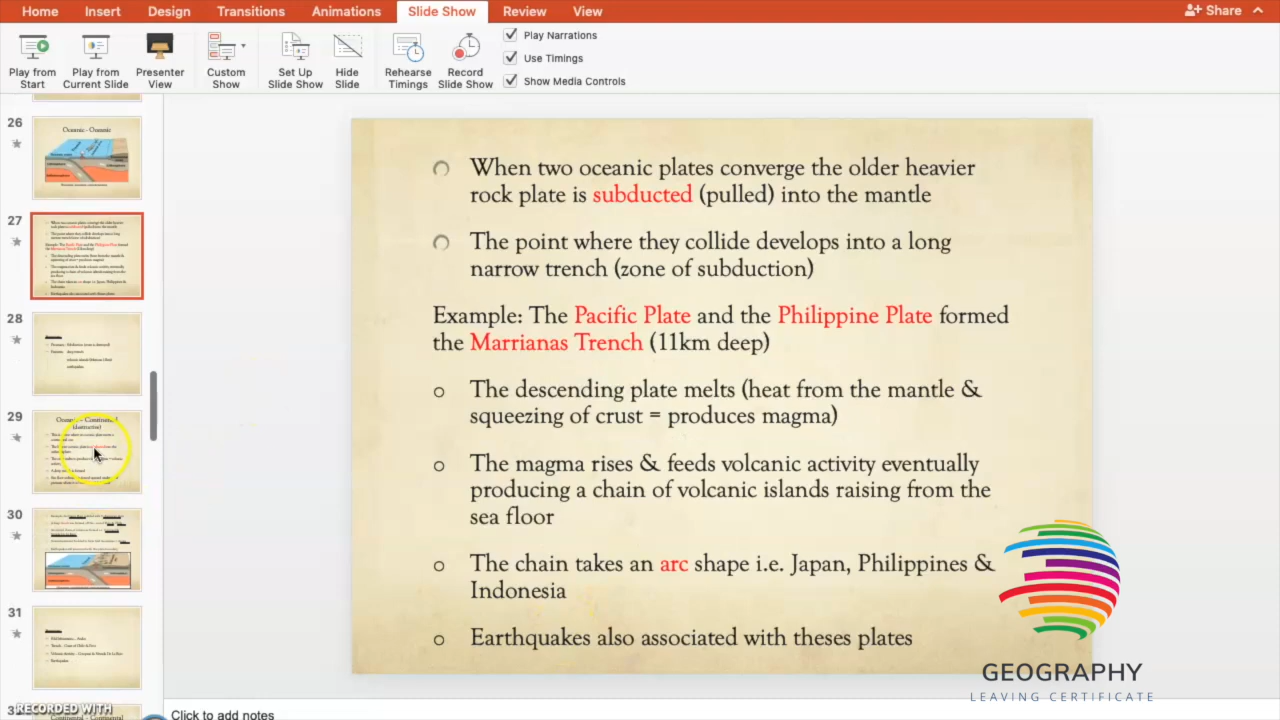 Home Insert Design Transitions Animations Slide Show Review View Share
Play Narrations
Use Timings
Show Media Controls
Play from Start
Play from Current Slide
Presenter View
Custom Show
Set Up Slide Show
Hide Slide
Rehearse Timings
Record Slide Show
26
Oceanic - Oceanic
27
28
29
Oceanic - Continental
(destructive)
30
31
When two oceanic plates converge the older heavier
rock plate is subducted (pulled) into the mantle
The point where they collide develops into a long
narrow trench (zone of subduction)
Example: The Pacific Plate and the Philippine Plate formed
the Marrianas Trench (11km deep)
The descending plate melts (heat from the mantle &
squeezing of crust = produces magma)
The magma rises & feeds volcanic activity eventually
producing a chain of volcanic islands raising from the
sea floor
The chain takes an arc shape i.e. Japan, Philippines &
Indonesia
Earthquakes also associated with theses plates
GEOGRAPHY
LEAVING CERTIFICATE
RECORDED WITH
Click to add notes